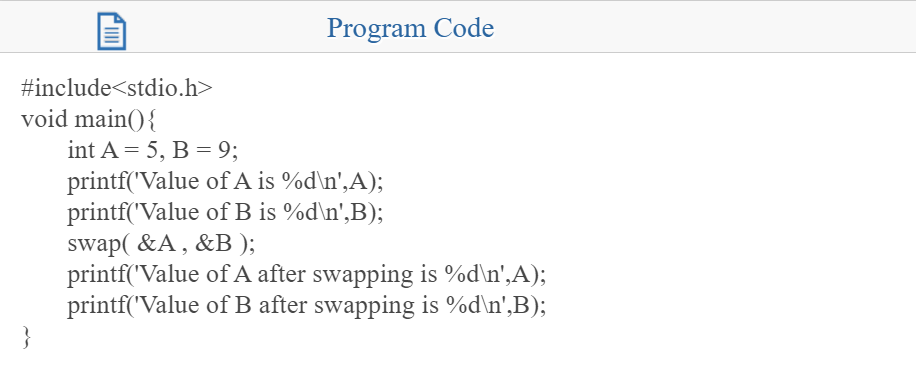 Program Code
#include<stdio.h>
void main(){
int A = 5, B = 9;
printf('Value of A is %d\n',A);
printf('Value of B is %d\n',B);
swap( &A , &B );
printf('Value of A after swapping is %d\n',A);
printf('Value of B after swapping is %d\n',B);
}